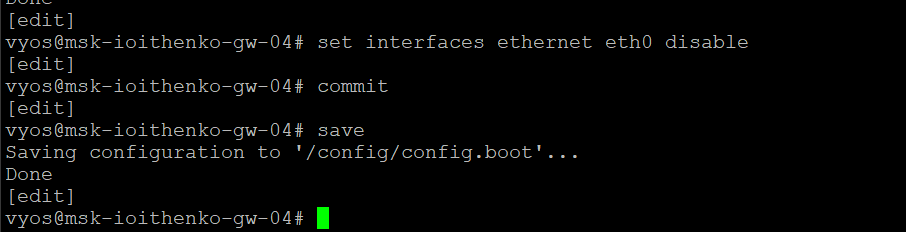 Done
[edit]
vyos@msk-ioithenko-gw-04# set interfaces ethernet eth0 disable
[edit]
vyos@msk-ioithenko-gw-04# commit
[edit]
vyos@msk-ioithenko-gw-04# save
Saving configuration to '/config/config.boot'...
Done
[edit]
vyos@msk-ioithenko-gw-04#